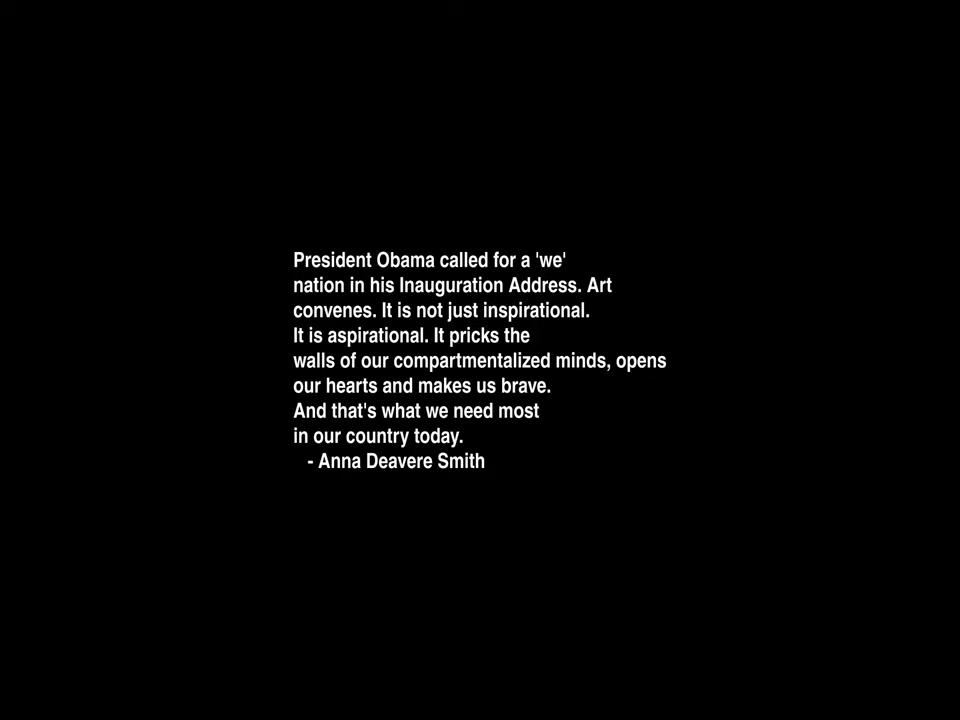 President Obama called for a 'we'
nation in his Inauguration Address. Art
convenes. It is not just inspirational.
It is aspirational. It pricks the
walls of our compartmentalized minds, opens
our hearts and makes us brave.
And that's what we need most
in our country today.
- Anna Deavere Smith